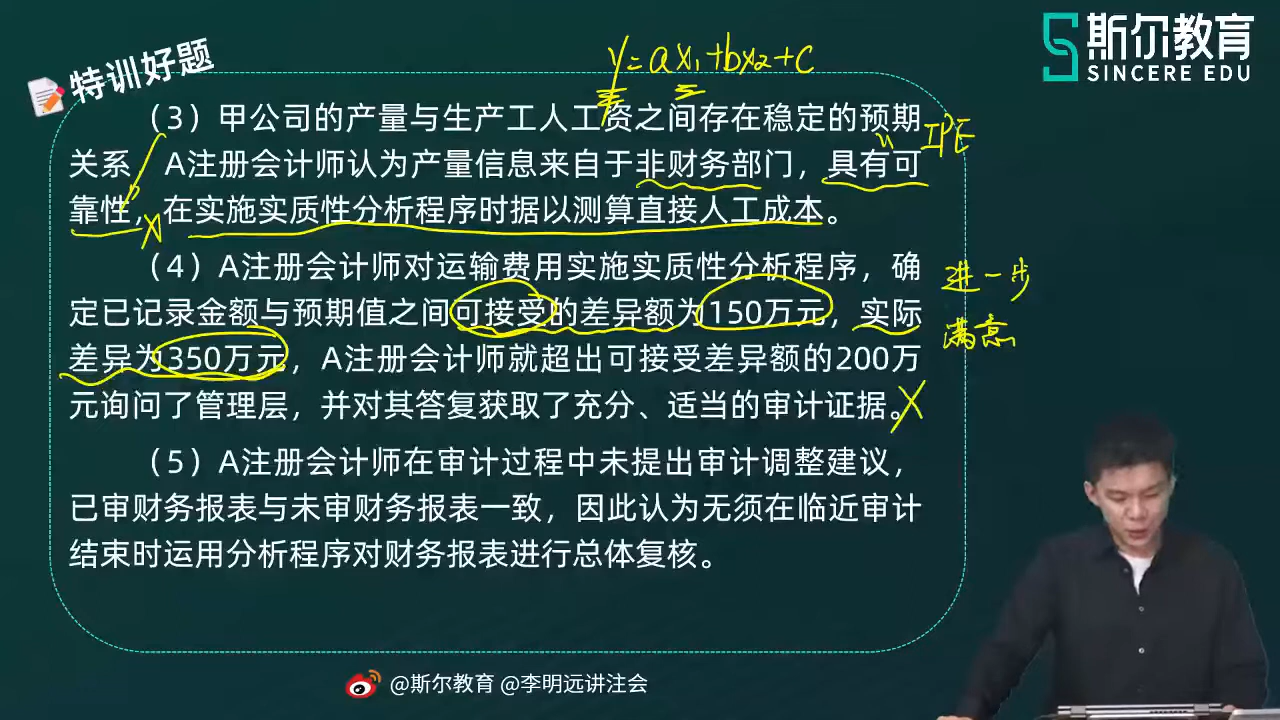 斯尔教育
SINCERE EDU
特训好题
y=ax₁+bx₂+c
（3）甲公司的产量与生产工人工资之间存在稳定的预期
IPE
关系，A注册会计师认为产量信息来自于非财务部门，具有可
靠性，在实施实质性分析程序时据以测算直接人工成本。
X
（4）A注册会计师对运输费用实施实质性分析程序，确
进一步
定已记录金额与预期值之间可接受的差异额为150万元，实际
满意
差异为350万元，A注册会计师就超出可接受差异额的200万
元询问了管理层，并对其答复获取了充分、适当的审计证据。
X
（5）A注册会计师在审计过程中未提出审计调整建议，
已审财务报表与未审财务报表一致，因此认为无须在临近审计
结束时运用分析程序对财务报表进行总体复核。
@斯尔教育 @李明远讲注会